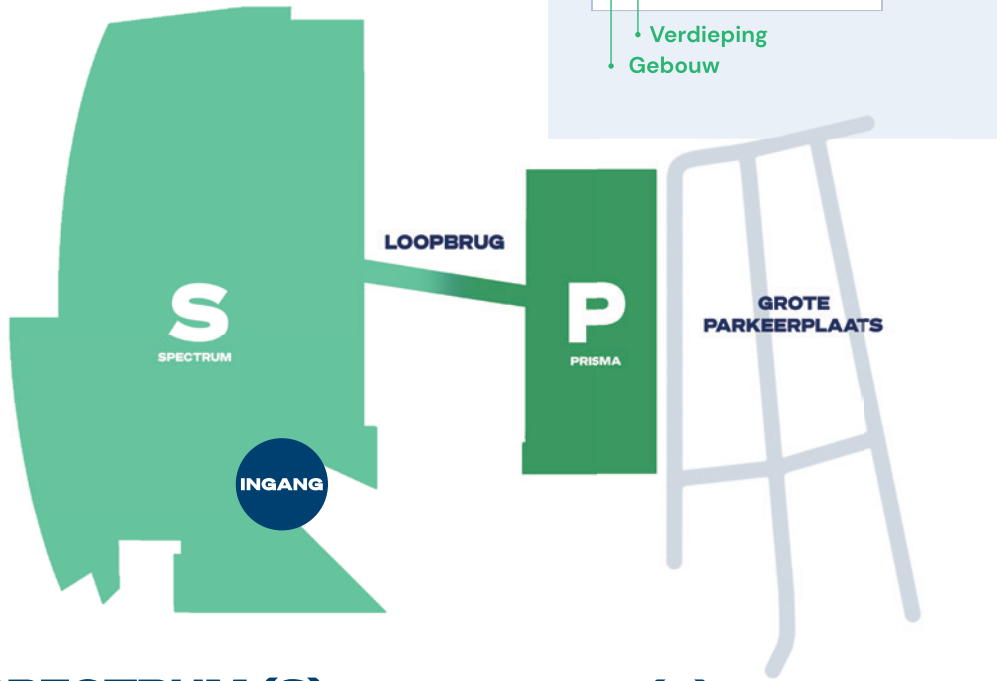 Verdieping
Gebouw
LOOPBRUG
S
SPECTRUM
P
PRISMA
GROTE
PARKEERPLAATS
INGANG